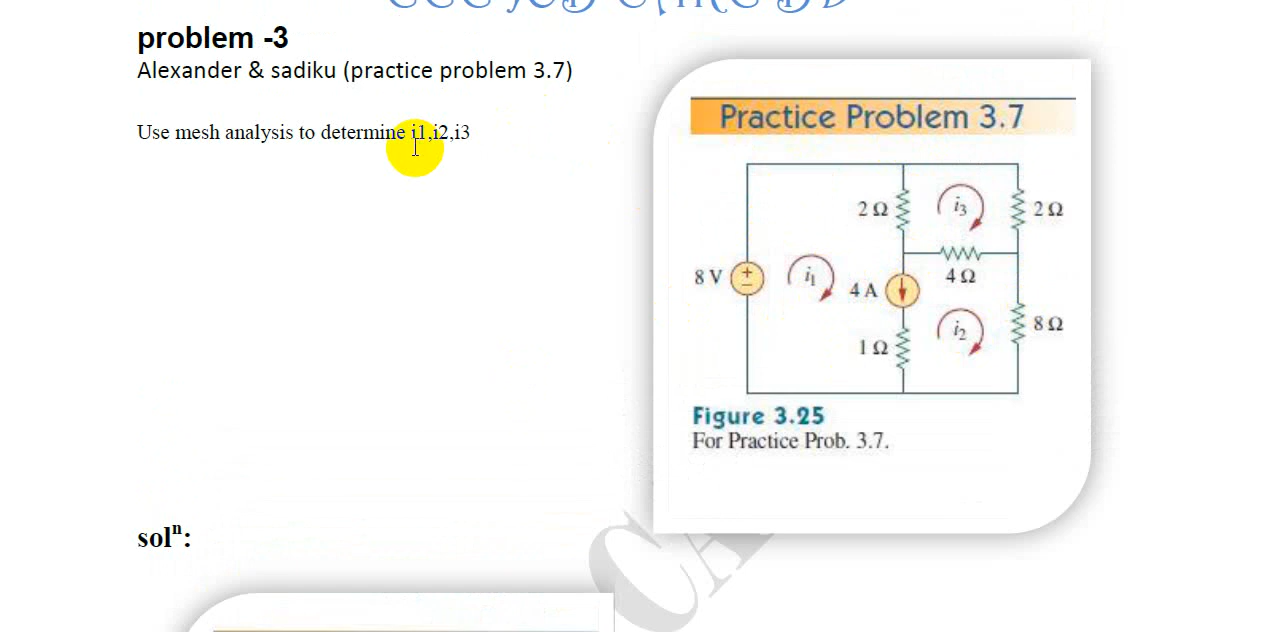 problem -3
Alexander & sadiku (practice problem 3.7)
Use mesh analysis to determine i1,i2,i3
Practice Problem 3.7
2 Ω
i3
2 Ω
8 V
+
−
i1
4 A
4 Ω
1 Ω
i2
8 Ω
Figure 3.25
For Practice Prob. 3.7.
solⁿ: